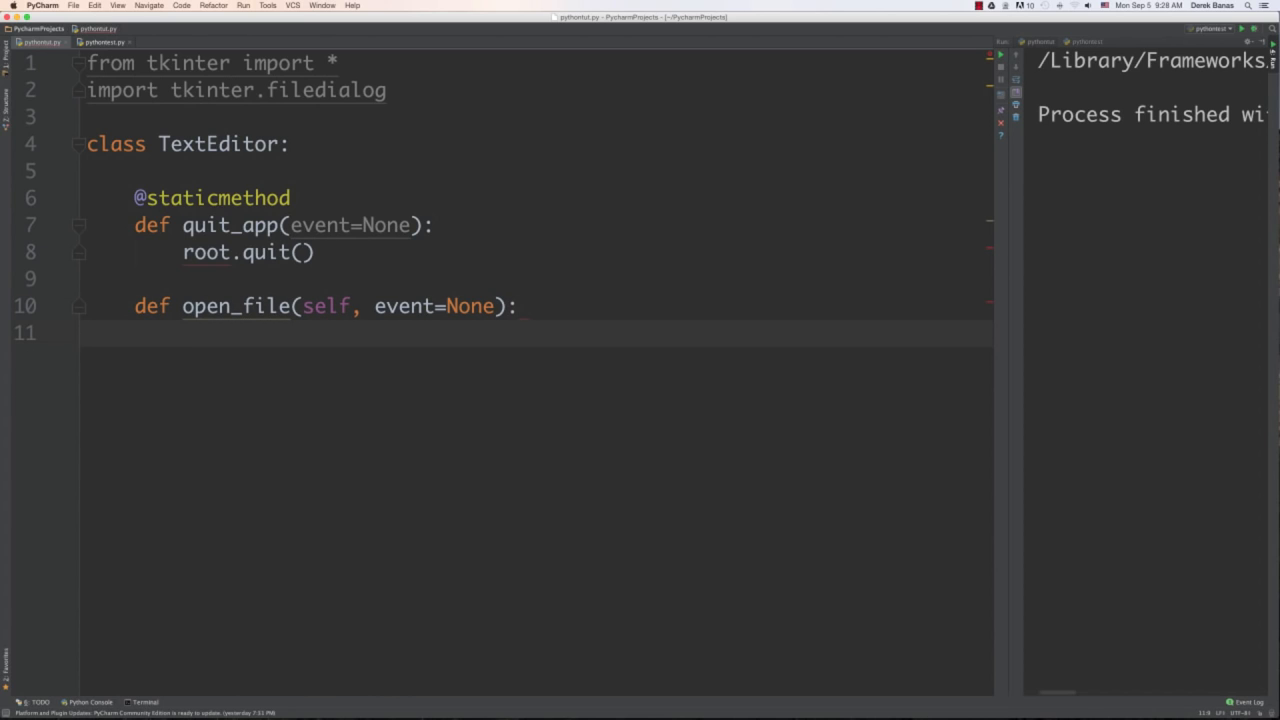 PyCharm File Edit View Navigate Code Refactor Run Tools VCS Window Help
10 Mon Sep 5 9:28 AM Derek Banas
pythontut.py - PycharmProjects - [~/PycharmProjects]
PycharmProjects pythontut.py
pythontest
pythontut.py pythontest.py
Run: pythontut pythontest
1: Project
Z: Structure
Favorites
1 from tkinter import *
2 import tkinter.filedialog
3
4 class TextEditor:
5
6 @staticmethod
7 def quit_app(event=None):
8 root.quit()
9
10 def open_file(self, event=None):
11
/Library/Frameworks
Process finished wi
TODO Python Console Terminal
Event Log
Platform and Plugin Updates: PyCharm Community Edition is ready to update. (yesterday 7:51 PM)
11:9 LF÷ UTF-8÷